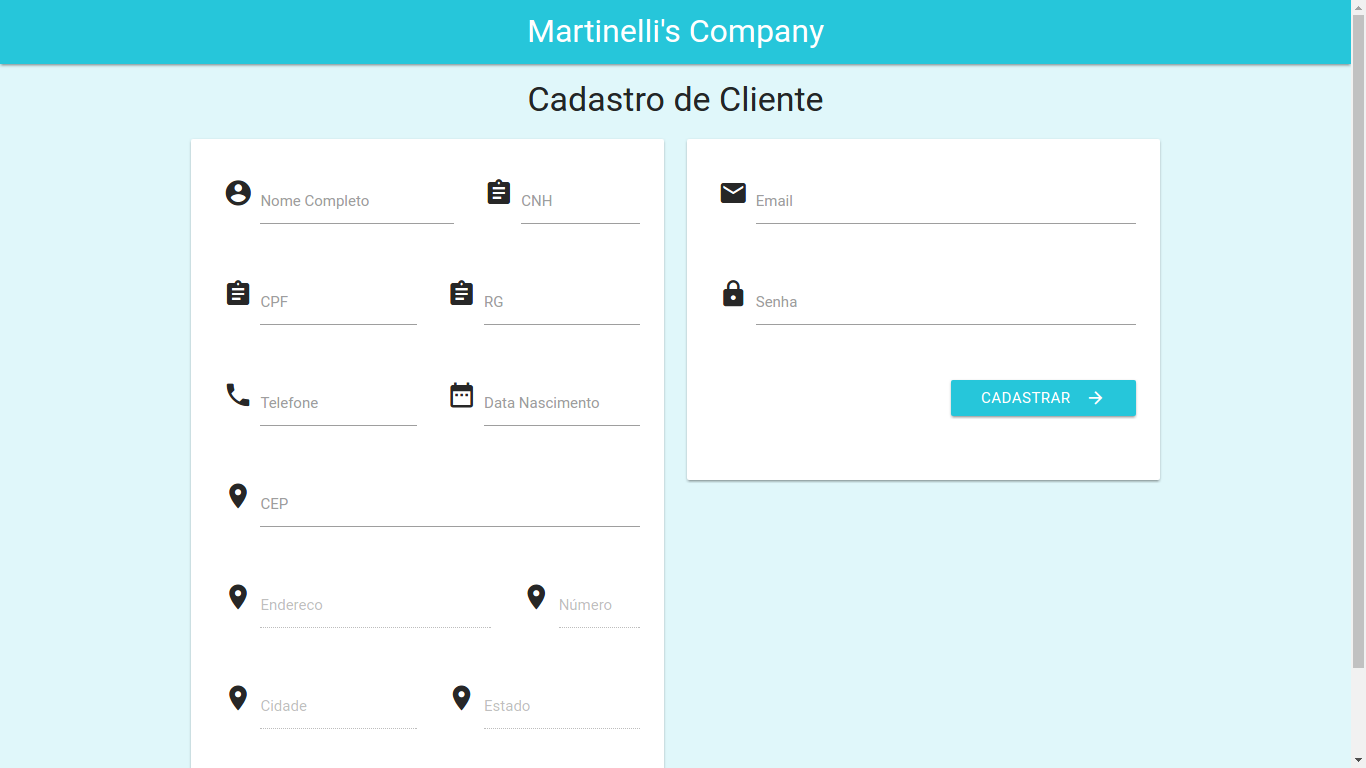 Martinelli's Company
Cadastro de Cliente
Nome Completo
CNH
CPF
RG
Telefone
Data Nascimento
CEP
Endereco
Número
Cidade
Estado
Email
Senha
CADASTRAR